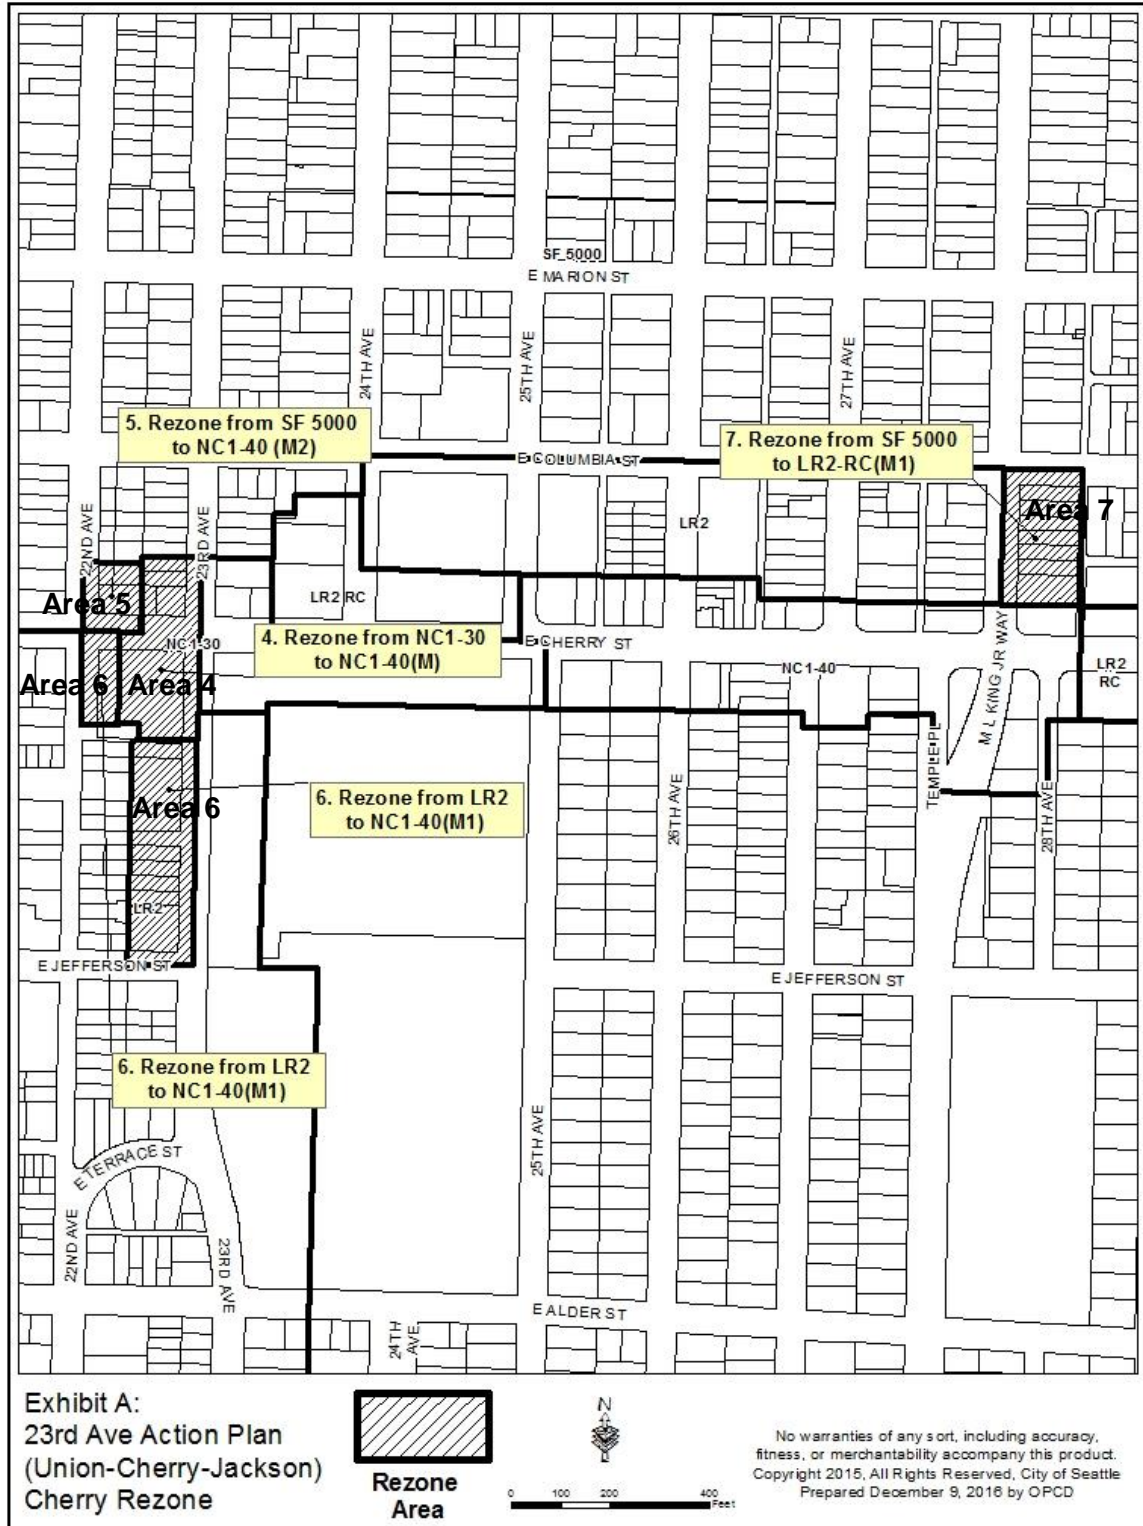 SF 5000
E MARION ST
24TH AVE
25TH AVE
27TH AVE
5. Rezone from SF 5000
to NC1-40 (M2)
7. Rezone from SF 5000
to LR2-RC(M1)
E COLUMBIA ST
22ND AVE
23RD AVE
LR2
Area 7
Area 5
LR2 RC
NC1-30
4. Rezone from NC1-30
to NC1-40(M)
E CHERRY ST
M L KING JR WAY
NC1-40
LR2
RC
Area 6
Area 4
TEMPLE PL
Area 6
6. Rezone from LR2
to NC1-40(M1)
26TH AVE
28TH AVE
LR2
E JEFFERSON ST
E JEFFERSON ST
6. Rezone from LR2
to NC1-40(M1)
E TERRACE ST
25TH AVE
22ND AVE
23RD AVE
E ALDER ST
24TH
AVE
Exhibit A:
23rd Ave Action Plan
(Union-Cherry-Jackson)
Cherry Rezone
Rezone
Area
N
0 100 200 400
Feet
No warranties of any sort, including accuracy,
fitness, or merchantability accompany this product.
Copyright 2015, All Rights Reserved, City of Seattle
Prepared December 9, 2016 by OPCD